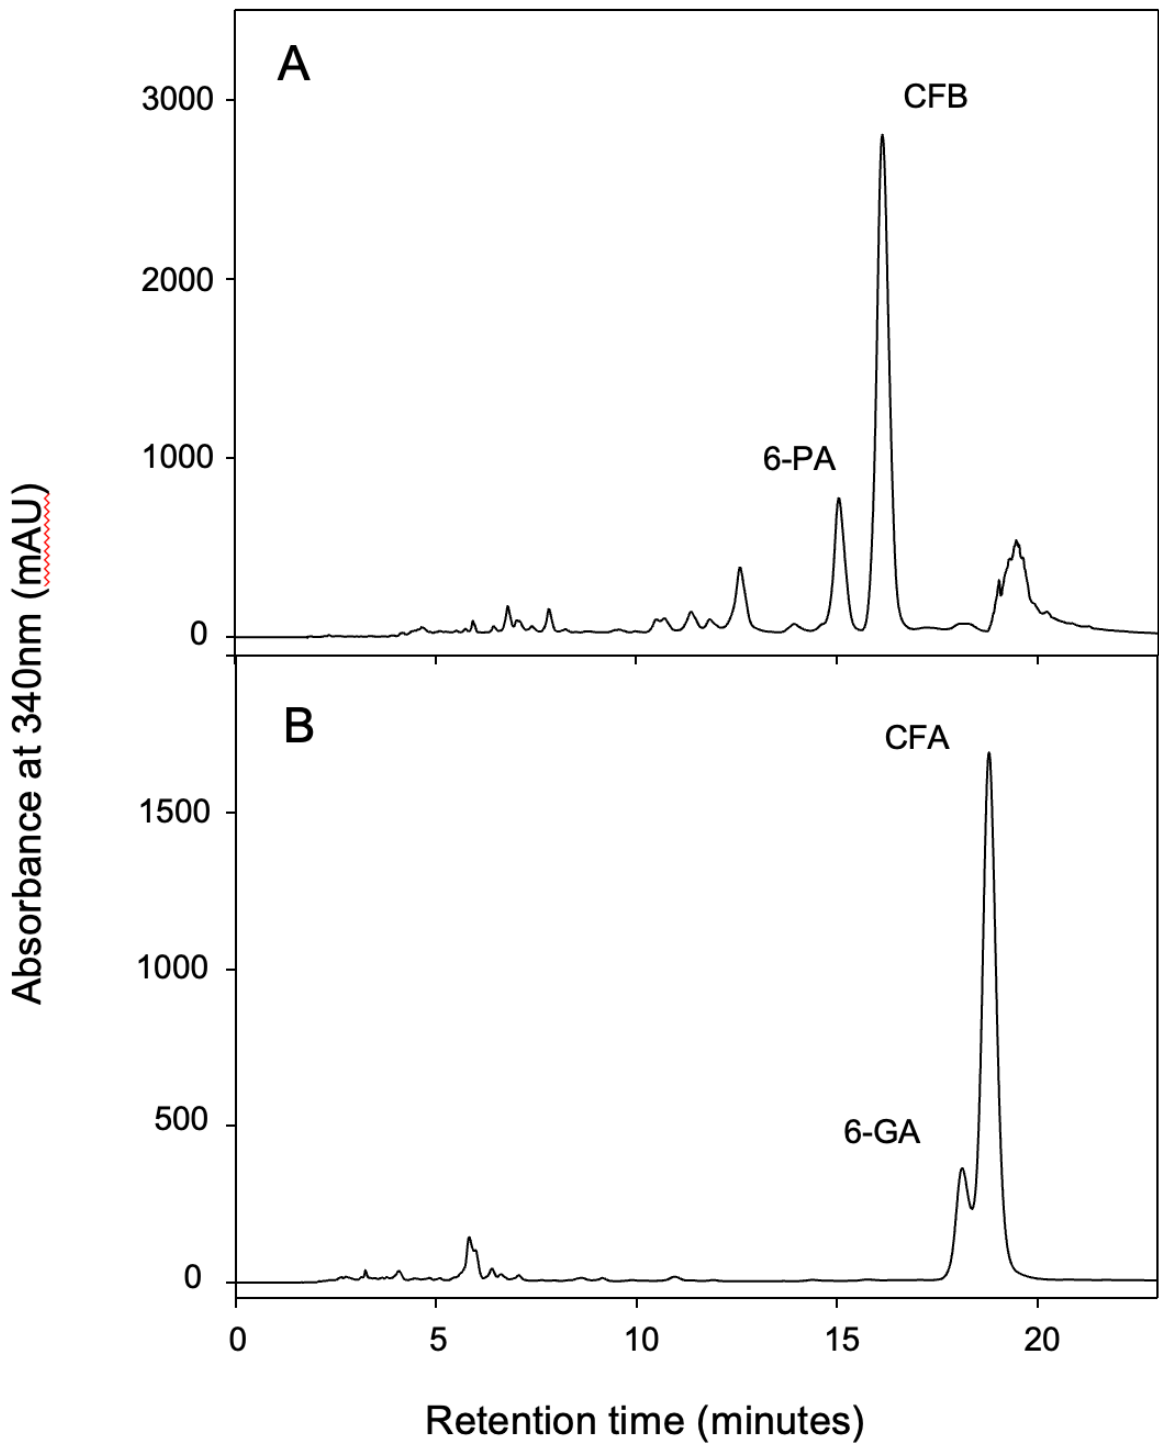 A
CFB
3000
2000
6-PA
1000
0
Absorbance at 340nm (mAU)
B
CFA
1500
1000
6-GA
500
0
0 5 10 15 20
Retention time (minutes)